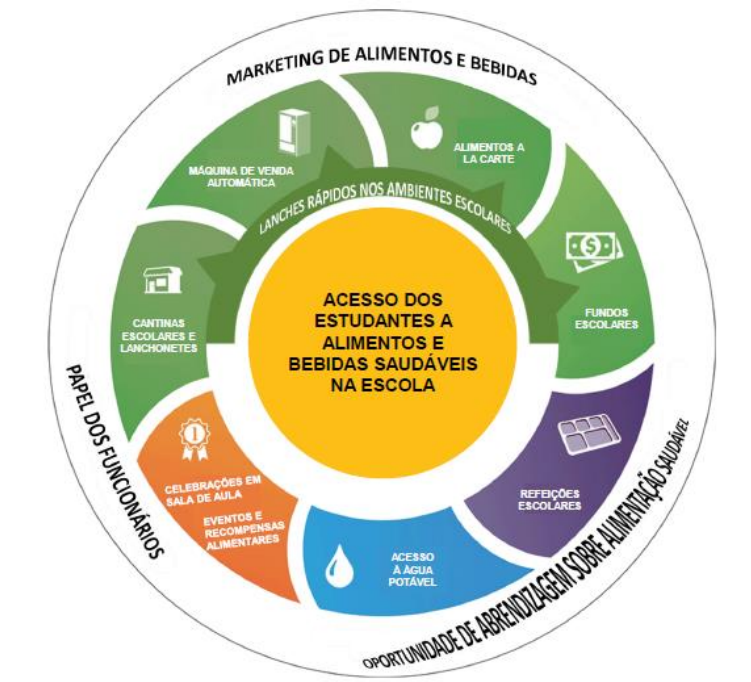 MARKETING DE ALIMENTOS E BEBIDAS
MÁQUINA DE VENDA
AUTOMÁTICA
ALIMENTOS A
LA CARTE
LANCHES RÁPIDOS NOS AMBIENTES ESCOLARES
FUNDOS
ESCOLARES
CANTINAS
ESCOLARES E
LANCHONETES
ACESSO DOS
ESTUDANTES A
ALIMENTOS E
BEBIDAS SAUDÁVEIS
NA ESCOLA
PAPEL DOS FUNCIONÁRIOS
CELEBRAÇÕES EM
SALA DE AULA
EVENTOS E
RECOMPENSAS
ALIMENTARES
ACESSO
À ÁGUA
POTÁVEL
REFEIÇÕES
ESCOLARES
OPORTUNIDADE DE ABRENDIZAGEM SOBRE ALIMENTAÇÃO SAUDÁVEL